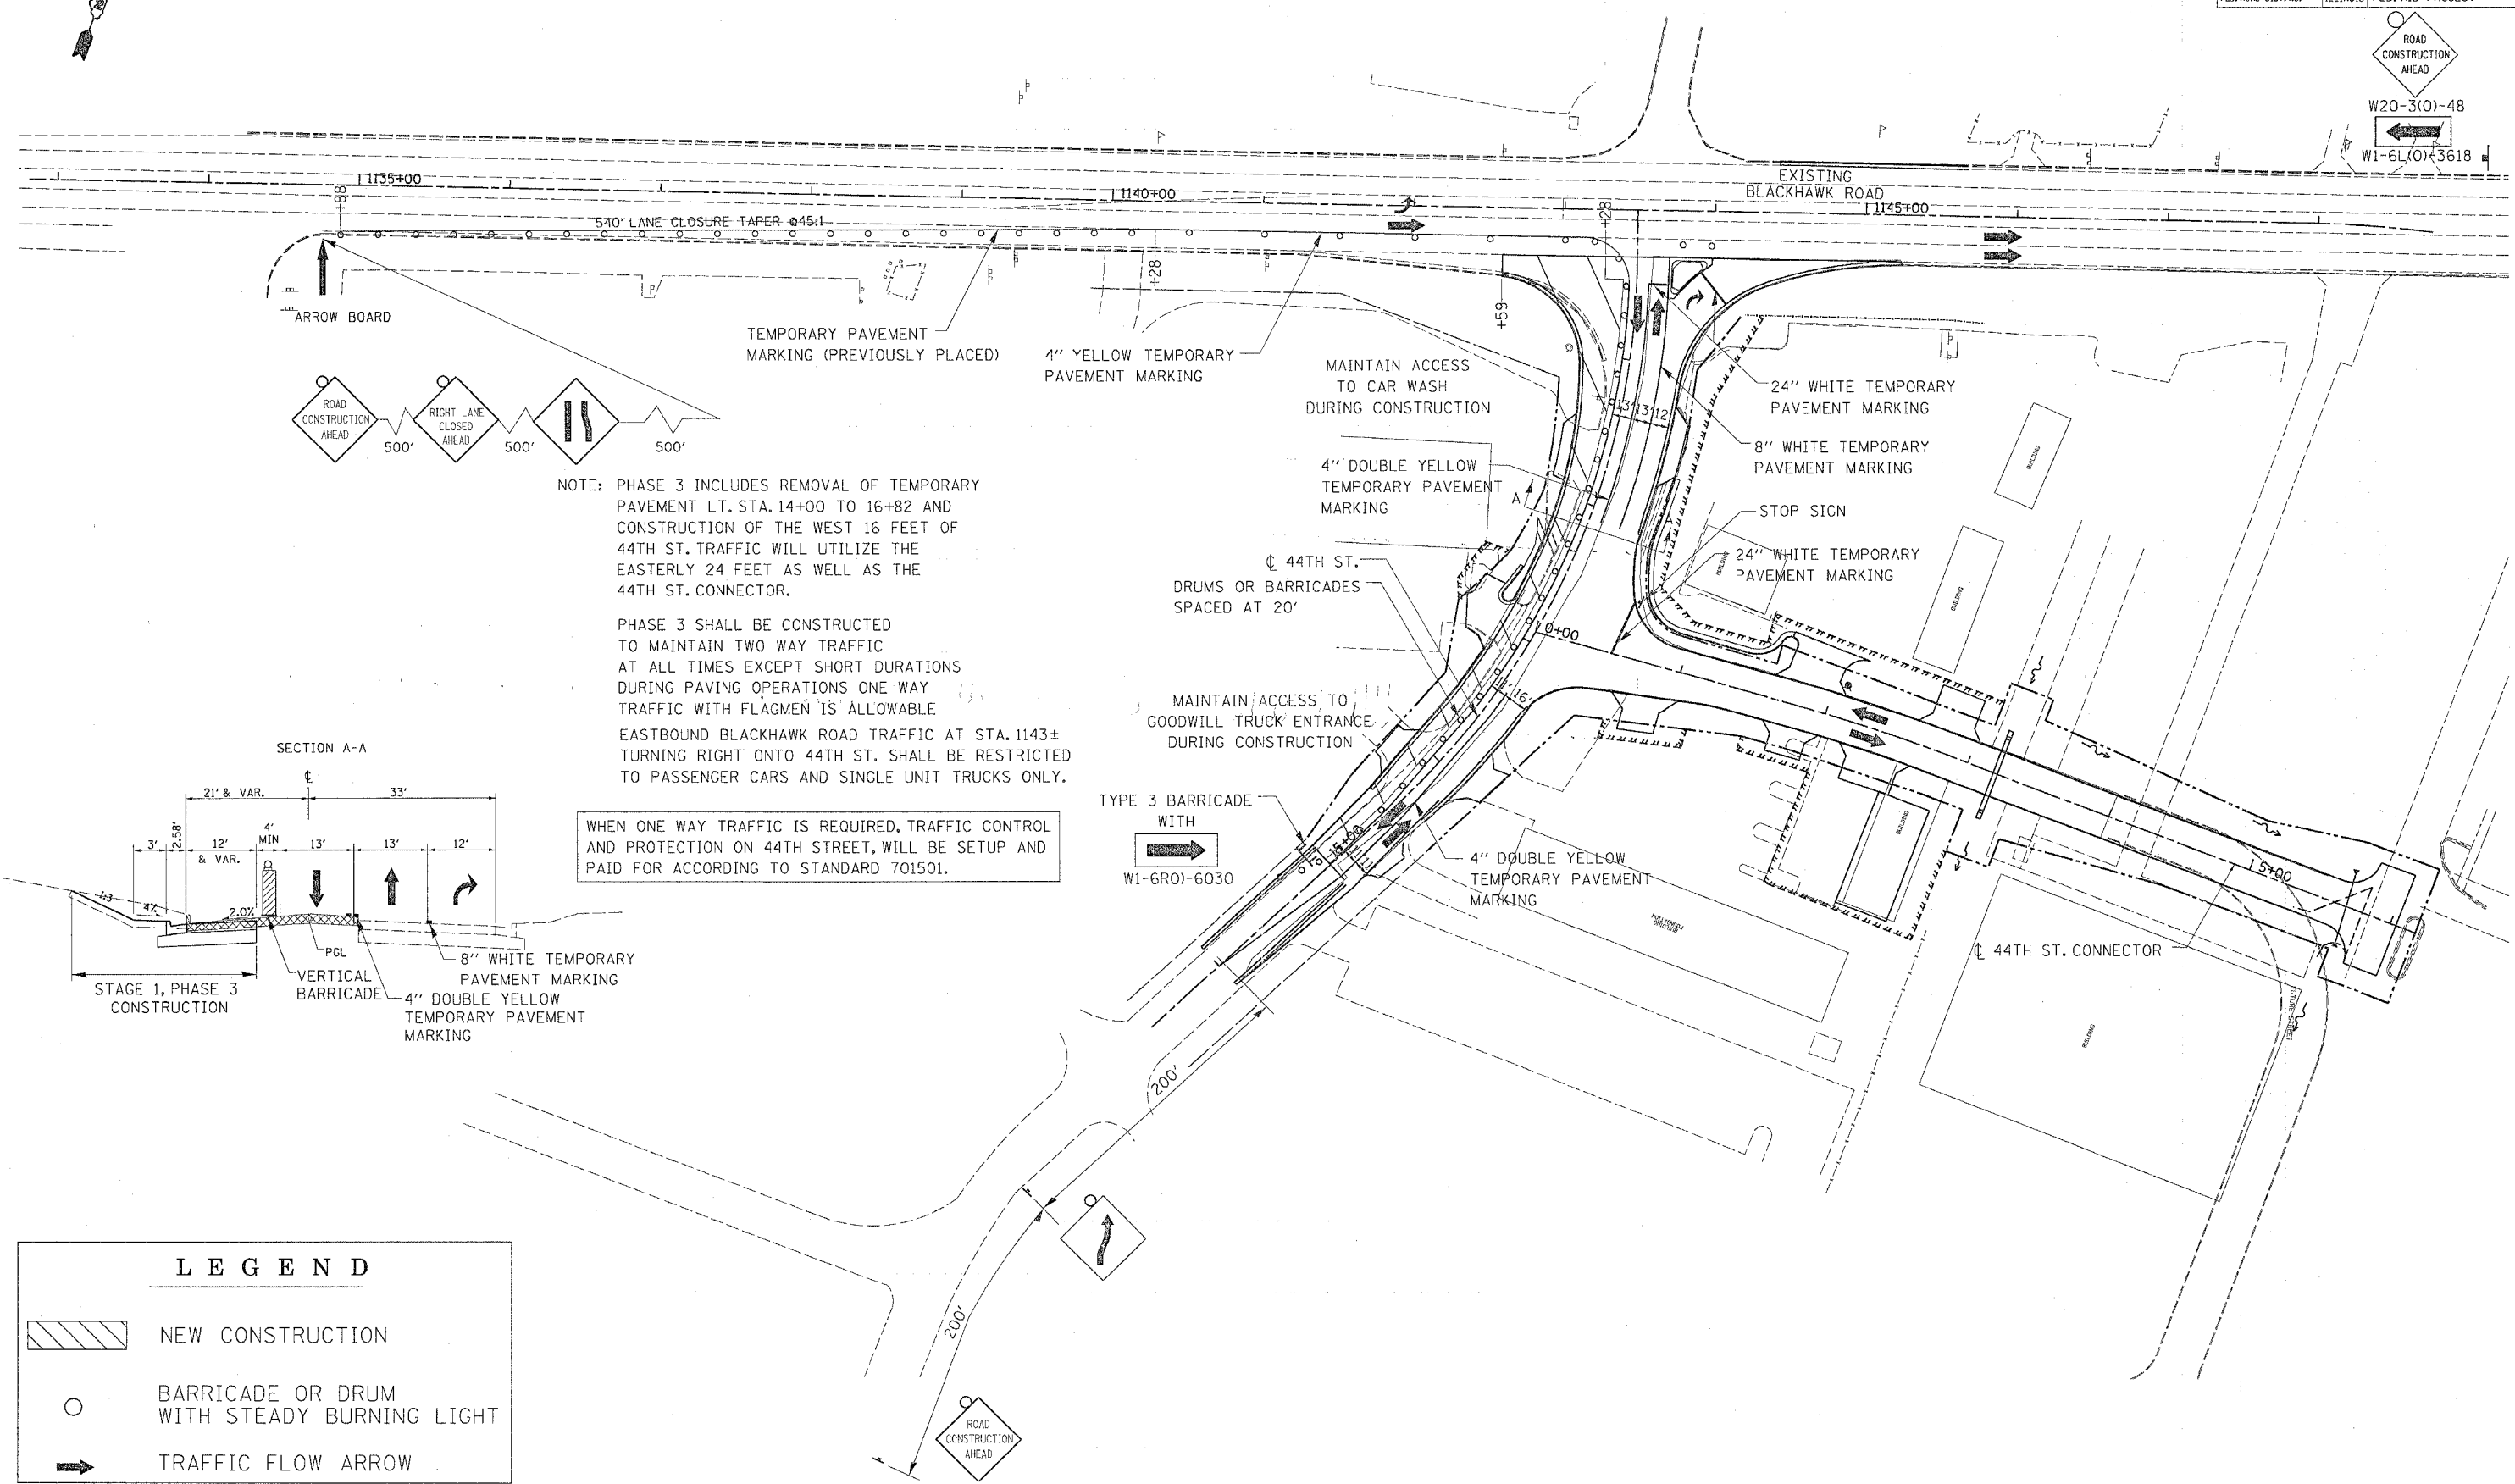 ROAD
CONSTRUCTION
AHEAD
W20-3(O)-48
W1-6L(O)-3618
EXISTING
BLACKHAWK ROAD
1135+00
1140+00
1145+00
+88
540' LANE CLOSURE TAPER @45:1
+28
+28
+59
ARROW BOARD
TEMPORARY PAVEMENT
MARKING (PREVIOUSLY PLACED)
4" YELLOW TEMPORARY
PAVEMENT MARKING
MAINTAIN ACCESS
TO CAR WASH
DURING CONSTRUCTION
24" WHITE TEMPORARY
PAVEMENT MARKING
13' 13' 12'
8" WHITE TEMPORARY
PAVEMENT MARKING
ROAD
CONSTRUCTION
AHEAD
500'
RIGHT LANE
CLOSED
AHEAD
500'
500'
4" DOUBLE YELLOW
TEMPORARY PAVEMENT
MARKING
A
STOP SIGN
24" WHITE TEMPORARY
PAVEMENT MARKING
BUILDING
BUILDING
BUILDING
NOTE: PHASE 3 INCLUDES REMOVAL OF TEMPORARY
PAVEMENT LT. STA. 14+00 TO 16+82 AND
CONSTRUCTION OF THE WEST 16 FEET OF
44TH ST. TRAFFIC WILL UTILIZE THE
EASTERLY 24 FEET AS WELL AS THE
44TH ST. CONNECTOR.
PHASE 3 SHALL BE CONSTRUCTED
TO MAINTAIN TWO WAY TRAFFIC
AT ALL TIMES EXCEPT SHORT DURATIONS
DURING PAVING OPERATIONS ONE WAY
TRAFFIC WITH FLAGMEN IS ALLOWABLE
EASTBOUND BLACKHAWK ROAD TRAFFIC AT STA. 1143±
TURNING RIGHT ONTO 44TH ST. SHALL BE RESTRICTED
TO PASSENGER CARS AND SINGLE UNIT TRUCKS ONLY.
WHEN ONE WAY TRAFFIC IS REQUIRED, TRAFFIC CONTROL
AND PROTECTION ON 44TH STREET, WILL BE SETUP AND
PAID FOR ACCORDING TO STANDARD 701501.
℄ 44TH ST.
DRUMS OR BARRICADES
SPACED AT 20'
0+00
16'
MAINTAIN ACCESS TO
GOODWILL TRUCK ENTRANCE
DURING CONSTRUCTION
TYPE 3 BARRICADE
WITH
W1-6RO)-6030
15+00
4" DOUBLE YELLOW
TEMPORARY PAVEMENT
MARKING
BUILDING
5+00
℄ 44TH ST. CONNECTOR
FUTURE STREET
BUILDING
SECTION A-A
℄
21' & VAR.
33'
3'
2.58'
12'
& VAR.
4'
MIN
13'
13'
12'
1:3
4%
2.0%
PGL
VERTICAL
BARRICADE
8" WHITE TEMPORARY
PAVEMENT MARKING
4" DOUBLE YELLOW
TEMPORARY PAVEMENT
MARKING
STAGE 1, PHASE 3
CONSTRUCTION
200'
200'
ROAD
CONSTRUCTION
AHEAD
LEGEND
NEW CONSTRUCTION
BARRICADE OR DRUM
WITH STEADY BURNING LIGHT
TRAFFIC FLOW ARROW